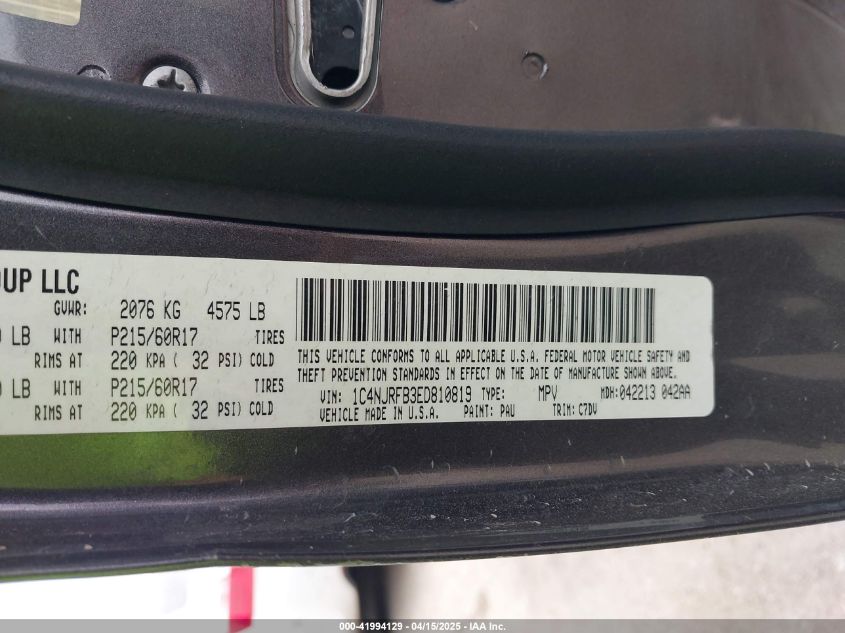 OUP LLC
GVWR: 2076 KG 4575 LB
LB WITH P215/60R17 TIRES
RIMS AT 220 KPA ( 32 PSI) COLD
LB WITH P215/60R17 TIRES
RIMS AT 220 KPA ( 32 PSI) COLD
THIS VEHICLE CONFORMS TO ALL APPLICABLE U.S.A. FEDERAL MOTOR VEHICLE SAFETY AND
THEFT PREVENTION STANDARDS IN EFFECT ON THE DATE OF MANUFACTURE SHOWN ABOVE.
VIN: 1C4NJRFB3ED810819 TYPE: MPV MDH:042213 042AA
VEHICLE MADE IN U.S.A. PAINT: PAU TRIM: C7DV
000-41994129 - 04/15/2025 - IAA Inc.